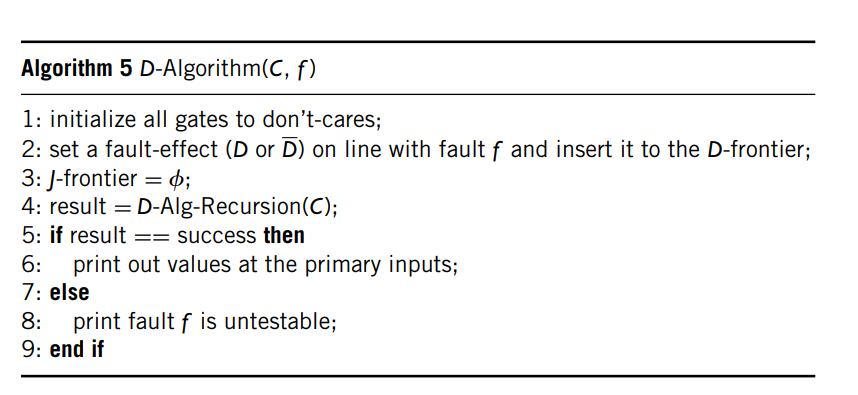 Algorithm 5 D-Algorithm(C, f)
1: initialize all gates to don't-cares;
2: set a fault-effect (D or D̅) on line with fault f and insert it to the D-frontier;
3: J-frontier = ϕ;
4: result = D-Alg-Recursion(C);
5: if result == success then
6: print out values at the primary inputs;
7: else
8: print fault f is untestable;
9: end if